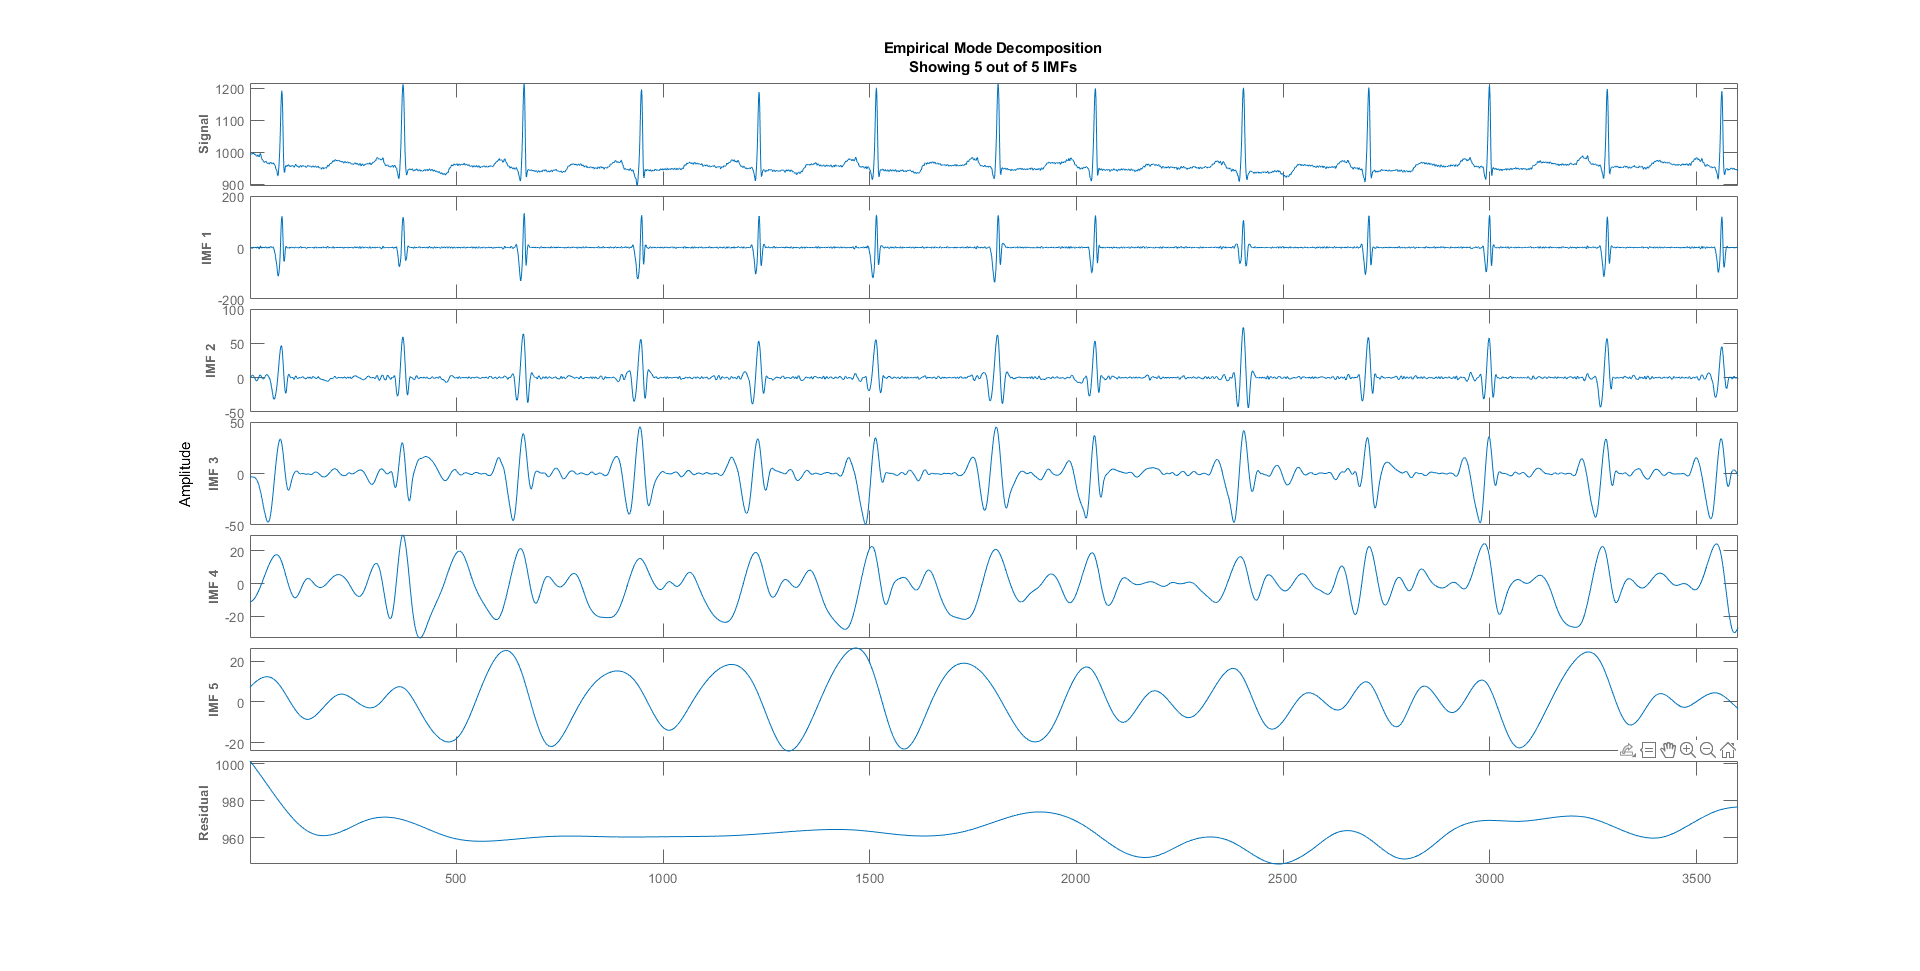 Empirical Mode Decomposition
Showing 5 out of 5 IMFs
Signal
1200
1100
1000
900
IMF 1
200
0
-200
IMF 2
100
50
0
-50
Amplitude
IMF 3
50
0
-50
IMF 4
20
0
-20
IMF 5
20
0
-20
Residual
1000
980
960
500 1000 1500 2000 2500 3000 3500